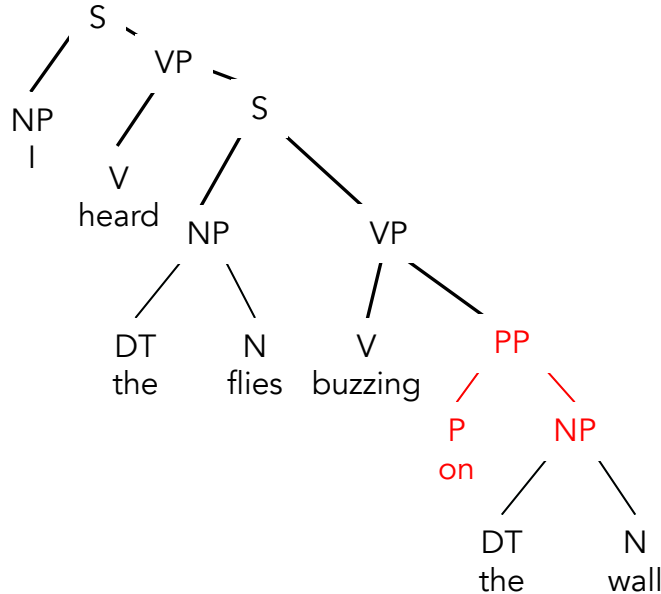 S
VP
S
NP
I
V
heard
NP VP
DT N V PP
the flies buzzing
P NP
on
DT N
the wall